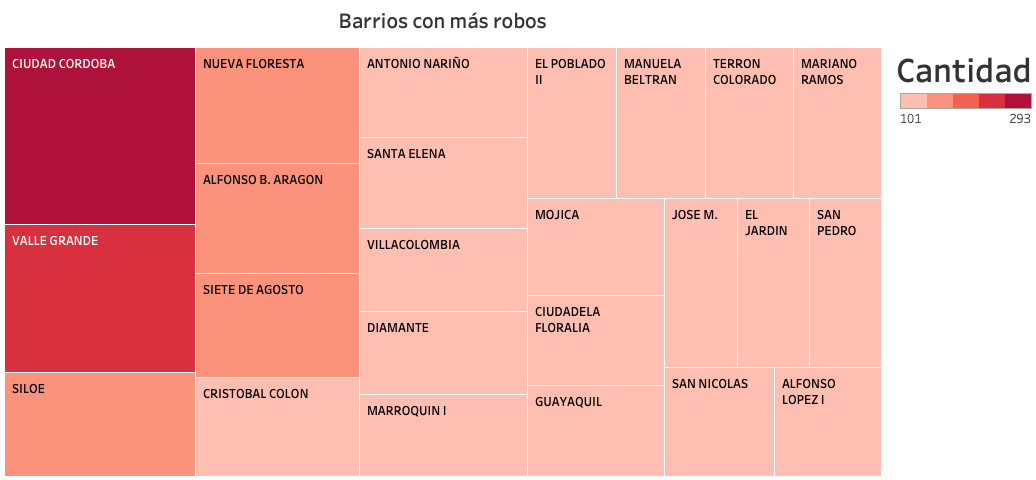 Barrios con más robos
CIUDAD CORDOBA
VALLE GRANDE
SILOE
NUEVA FLORESTA
ALFONSO B. ARAGON
SIETE DE AGOSTO
CRISTOBAL COLON
ANTONIO NARIÑO
SANTA ELENA
VILLACOLOMBIA
DIAMANTE
MARROQUIN I
EL POBLADO
II
MANUELA
BELTRAN
TERRON
COLORADO
MARIANO
RAMOS
MOJICA
CIUDADELA
FLORALIA
GUAYAQUIL
JOSE M.
EL
JARDIN
SAN
PEDRO
SAN NICOLAS
ALFONSO
LOPEZ I
Cantidad
101 293